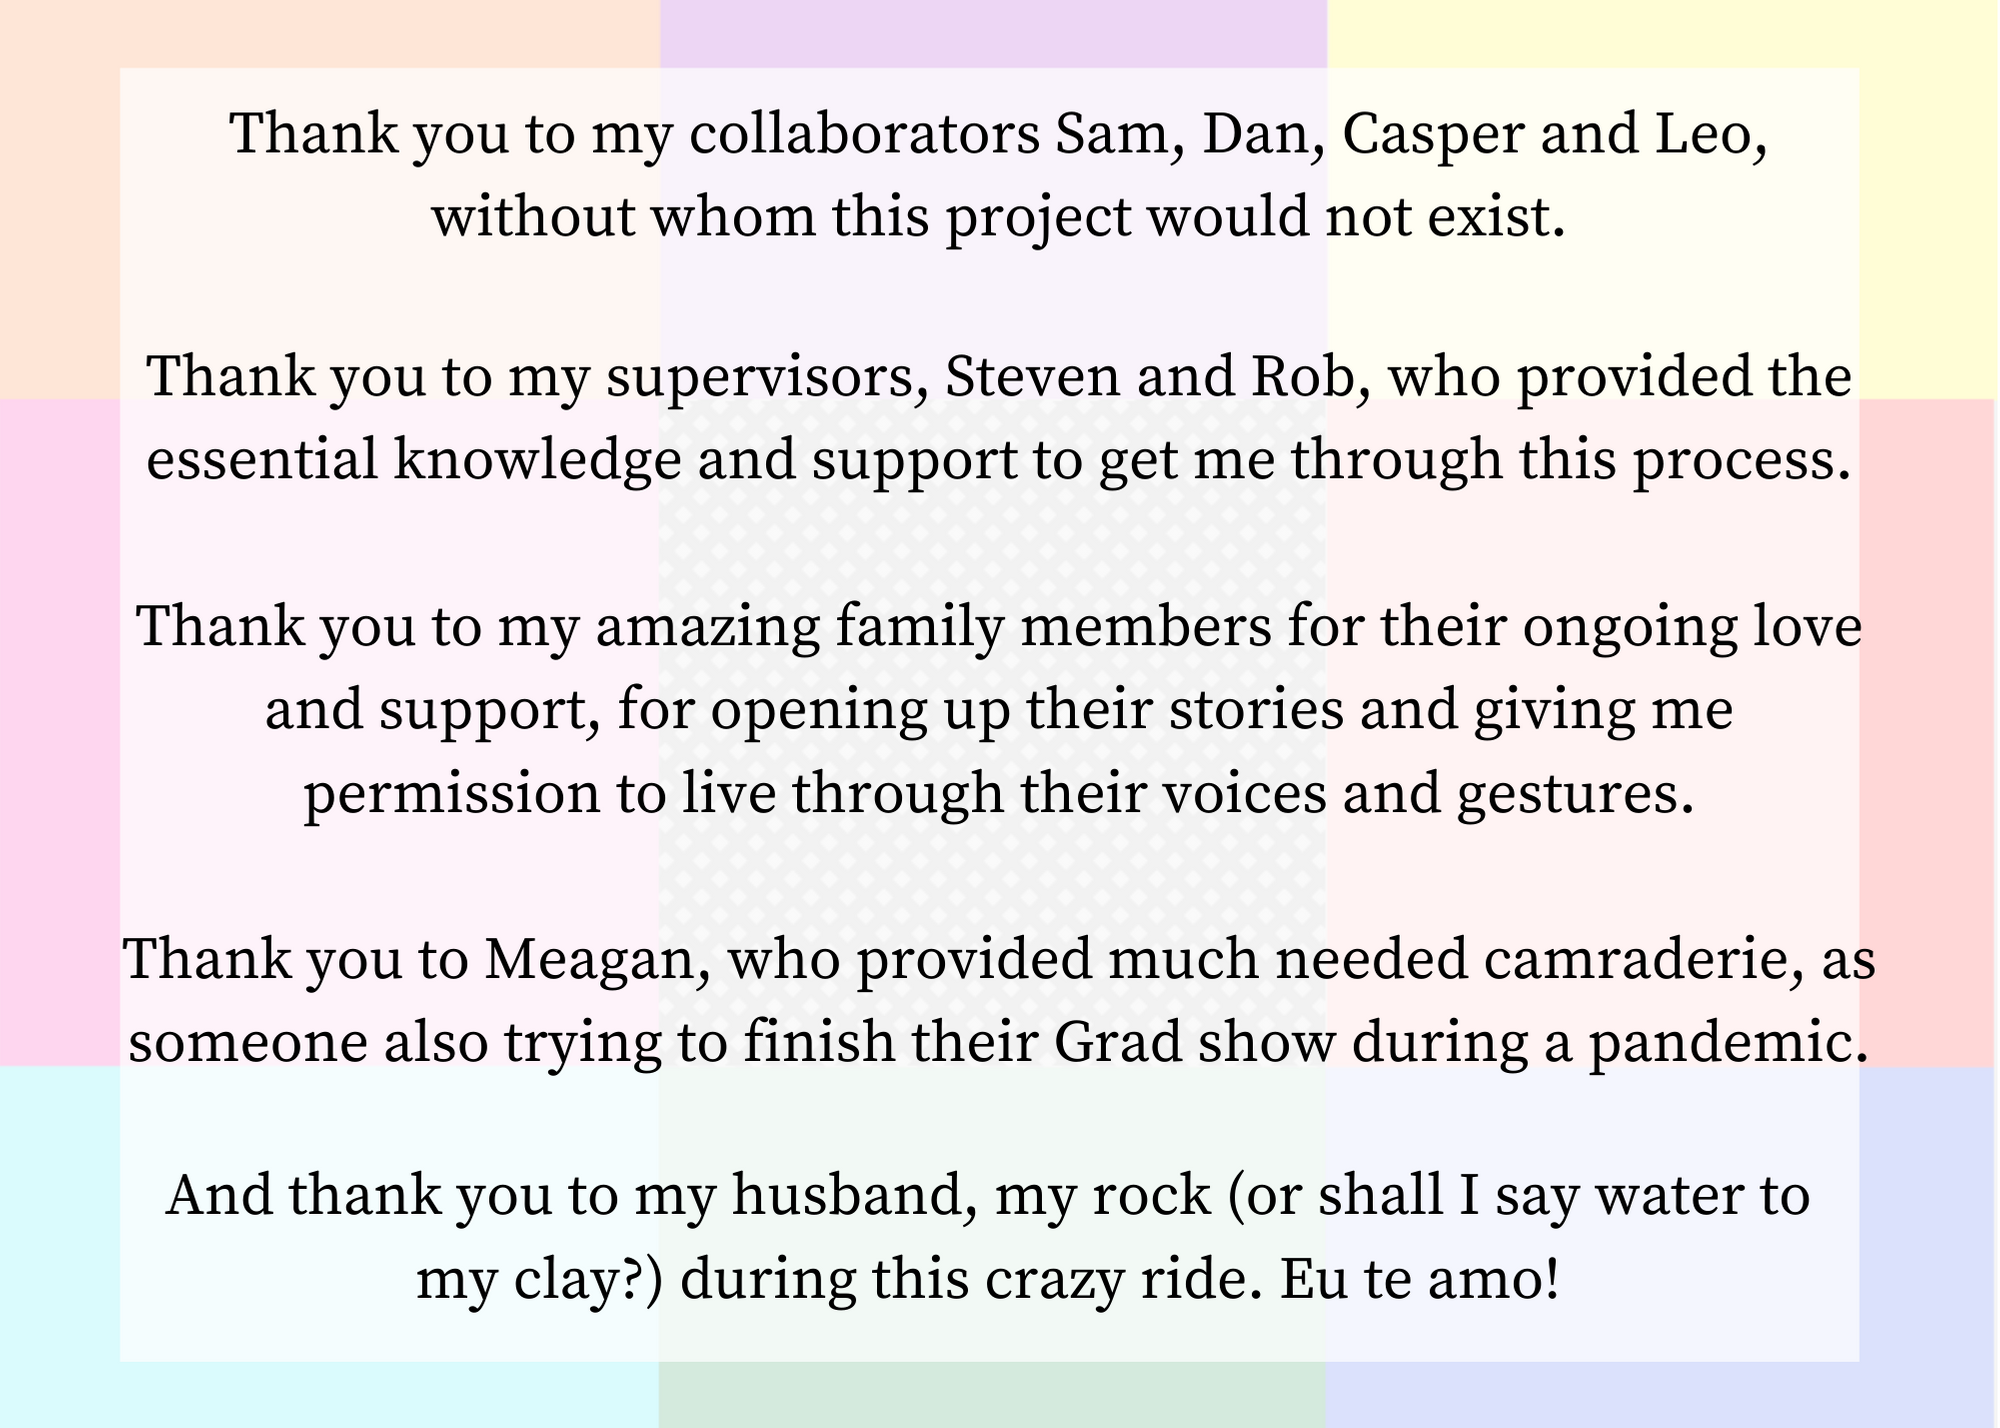 Thank you to my collaborators Sam, Dan, Casper and Leo,
without whom this project would not exist.
Thank you to my supervisors, Steven and Rob, who provided the
essential knowledge and support to get me through this process.
Thank you to my amazing family members for their ongoing love
and support, for opening up their stories and giving me
permission to live through their voices and gestures.
Thank you to Meagan, who provided much needed camraderie, as
someone also trying to finish their Grad show during a pandemic.
And thank you to my husband, my rock (or shall I say water to
my clay?) during this crazy ride. Eu te amo!